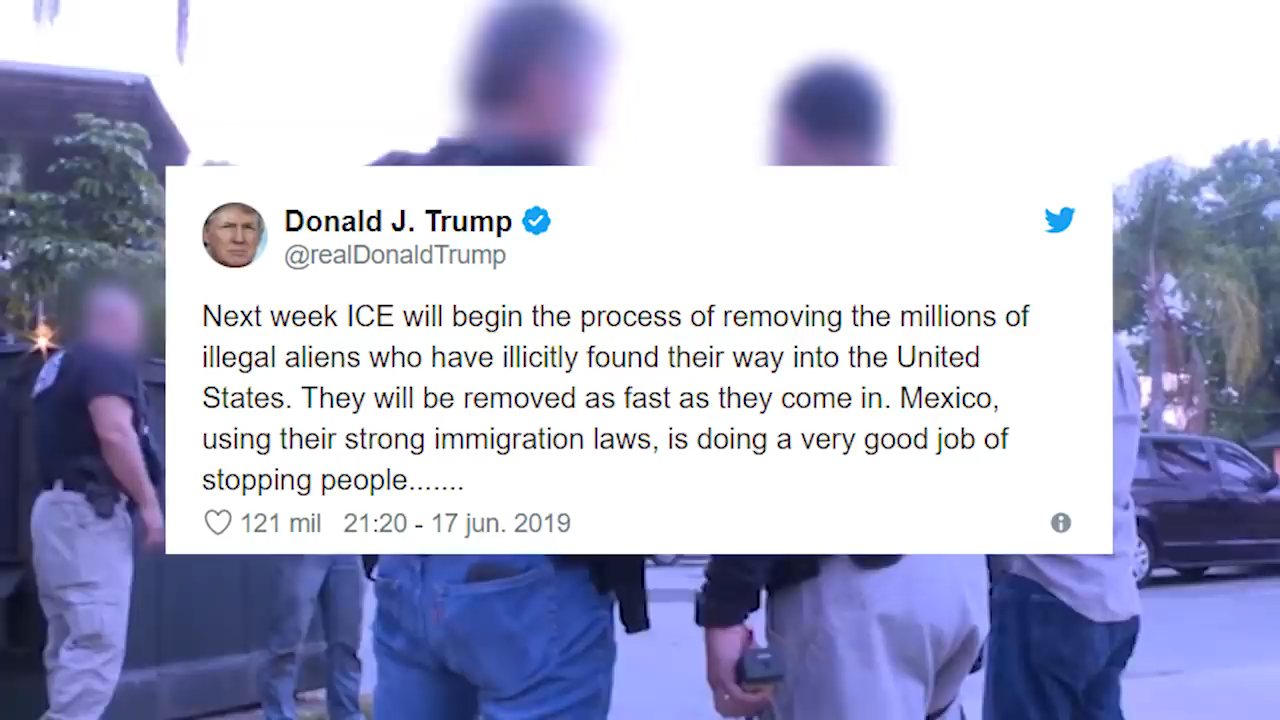 Donald J. Trump
@realDonaldTrump
Next week ICE will begin the process of removing the millions of
illegal aliens who have illicitly found their way into the United
States. They will be removed as fast as they come in. Mexico,
using their strong immigration laws, is doing a very good job of
stopping people.......
121 mil 21:20 - 17 jun. 2019